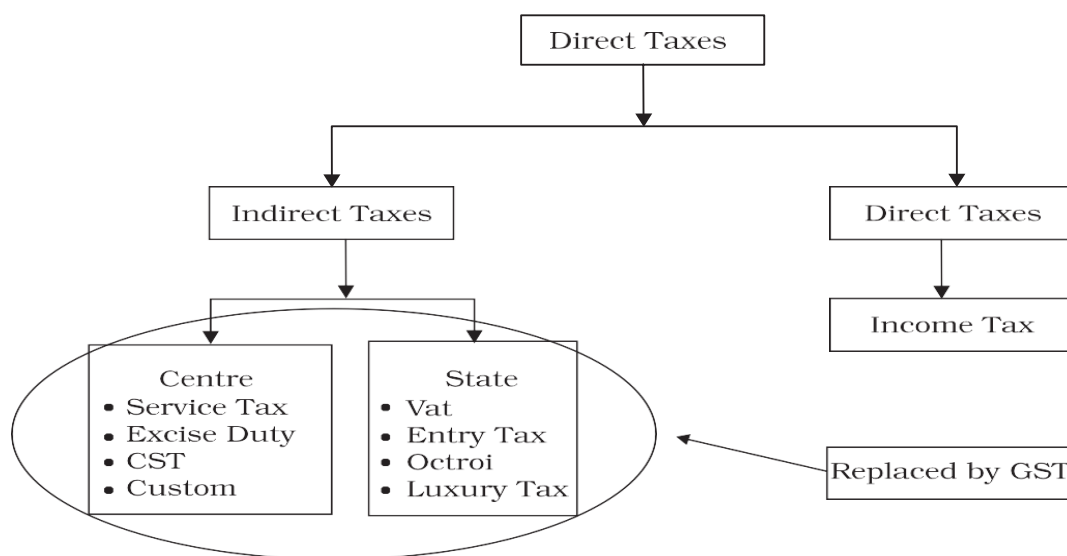 Direct Taxes
Indirect Taxes
Direct Taxes
Income Tax
Centre
• Service Tax
• Excise Duty
• CST
• Custom
State
• Vat
• Entry Tax
• Octroi
• Luxury Tax
Replaced by GST